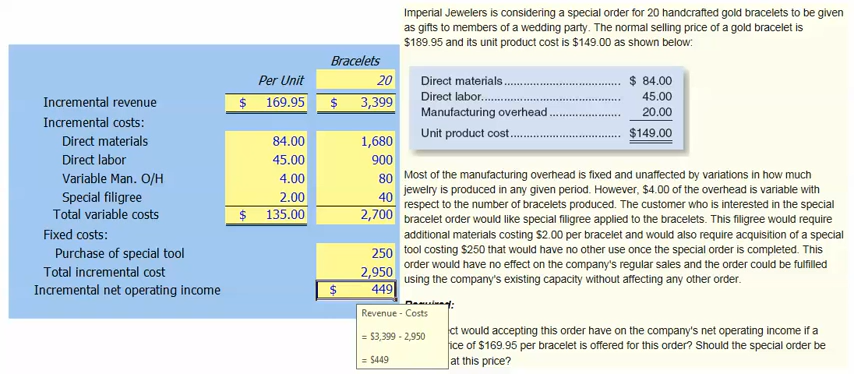 Imperial Jewelers is considering a special order for 20 handcrafted gold bracelets to be given
as gifts to members of a wedding party. The normal selling price of a gold bracelet is
$189.95 and its unit product cost is $149.00 as shown below:
Direct materials........................................ $ 84.00
Direct labor............................................... 45.00
Manufacturing overhead....................... 20.00
Unit product cost.................................... $149.00
Most of the manufacturing overhead is fixed and unaffected by variations in how much
jewelry is produced in any given period. However, $4.00 of the overhead is variable with
respect to the number of bracelets produced. The customer who is interested in the special
bracelet order would like special filigree applied to the bracelets. This filigree would require
additional materials costing $2.00 per bracelet and would also require acquisition of a special
tool costing $250 that would have no other use once the special order is completed. This
order would have no effect on the company's regular sales and the order could be fulfilled
using the company's existing capacity without affecting any other order.
Required:
ct would accepting this order have on the company's net operating income if a
ice of $169.95 per bracelet is offered for this order? Should the special order be
at this price?
Bracelets
Per Unit 20
Incremental revenue $ 169.95 $ 3,399
Incremental costs:
Direct materials 84.00 1,680
Direct labor 45.00 900
Variable Man. O/H 4.00 80
Special filigree 2.00 40
Total variable costs $ 135.00 2,700
Fixed costs:
Purchase of special tool 250
Total incremental cost 2,950
Incremental net operating income $ 449
Revenue - Costs
= $3,399 - 2,950
= $449